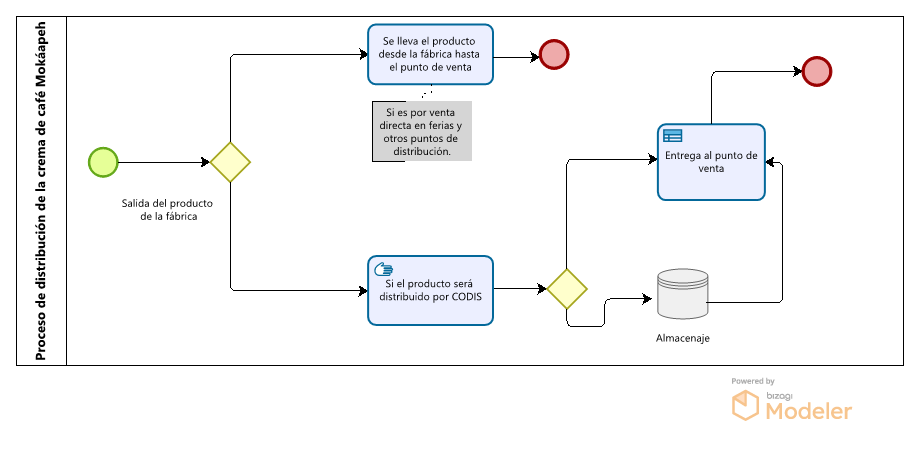 Proceso de distribución de la crema de café Mokáapeh
Se lleva el producto
desde la fábrica hasta
el punto de venta
Si es por venta
directa en ferias y
otros puntos de
distribución.
Salida del producto
de la fábrica
Entrega al punto de
venta
Si el producto será
distribuido por CODIS
Almacenaje
Powered by
bizagi
Modeler